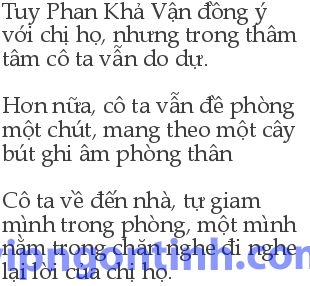 Tuy Phan Khả Vận đồng ý
với chị họ, nhưng trong thâm
tâm cô ta vẫn do dự.
Hơn nữa, cô ta vẫn đề phòng
một chút, mang theo một cây
bút ghi âm phòng thân
Cô ta về đến nhà, tự giam
mình trong phòng, một mình
nằm trong chăn nghe đi nghe
lại lời của chị họ.
vipngontinh.com